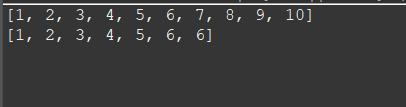 [1, 2, 3, 4, 5, 6, 7, 8, 9, 10]
[1, 2, 3, 4, 5, 6, 6]